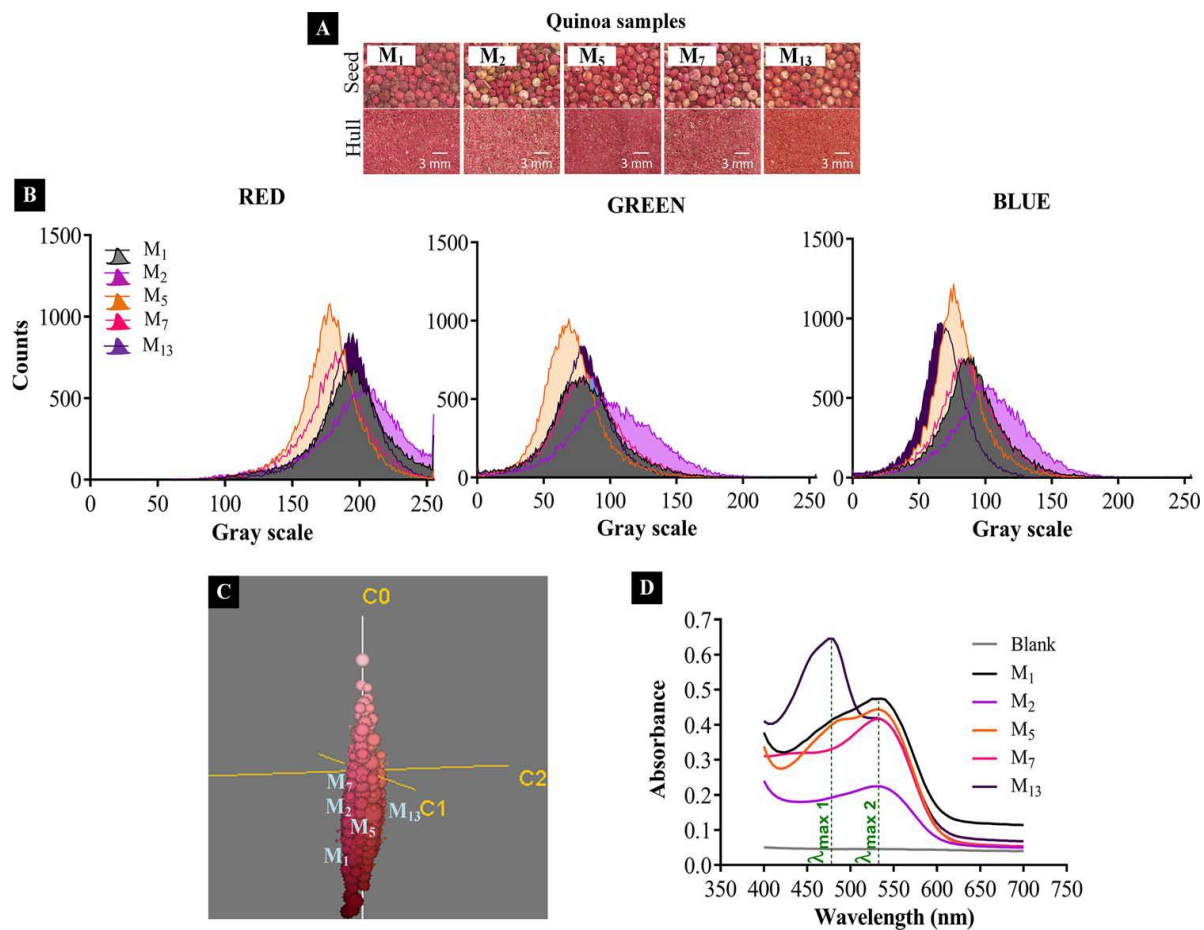 A
Quinoa samples
M1 M2 M5 M7 M13
Seed
Hull
3 mm 3 mm 3 mm 3 mm 3 mm
B
RED GREEN BLUE
Counts
1500
1000
500
0
M1
M2
M5
M7
M13
0 50 100 150 200 250
Gray scale
1500
1000
500
0
0 50 100 150 200 250
Gray scale
1500
1000
500
0
0 50 100 150 200 250
Gray scale
C
C0
C2
C1
M7
M2
M5
M13
M1
D
Absorbance
0.7
0.6
0.5
0.4
0.3
0.2
0.1
0.0
λmax 1
λmax 2
Blank
M1
M2
M5
M7
M13
350 400 450 500 550 600 650 700 750
Wavelength (nm)